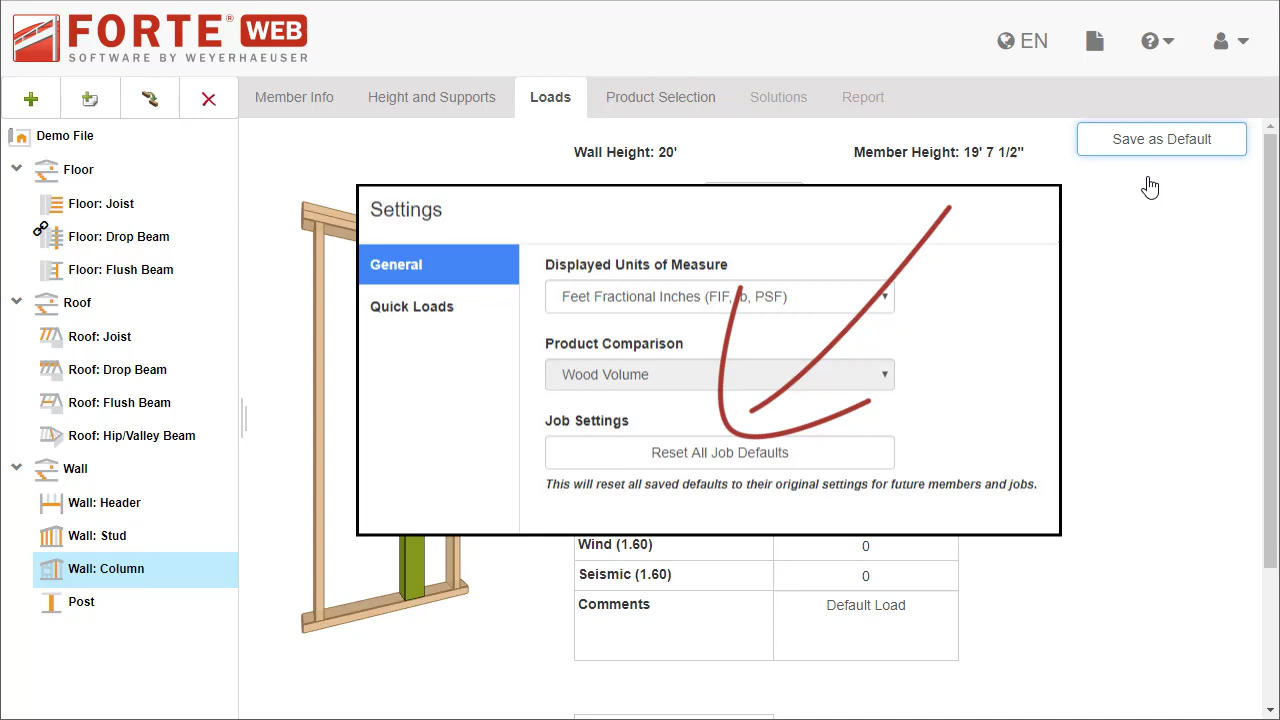 FORTE® WEB
SOFTWARE BY WEYERHAEUSER
EN
Member Info
Height and Supports
Loads
Product Selection
Solutions
Report
Demo File
Floor
Floor: Joist
Floor: Drop Beam
Floor: Flush Beam
Roof
Roof: Joist
Roof: Drop Beam
Roof: Flush Beam
Roof: Hip/Valley Beam
Wall
Wall: Header
Wall: Stud
Wall: Column
Post
Wall Height: 20'
Member Height: 19' 7 1/2"
Save as Default
Settings
General
Quick Loads
Displayed Units of Measure
Feet Fractional Inches (FIF, lb, PSF)
Product Comparison
Wood Volume
Job Settings
Reset All Job Defaults
This will reset all saved defaults to their original settings for future members and jobs.
Wind (1.60) 0
Seismic (1.60) 0
Comments Default Load